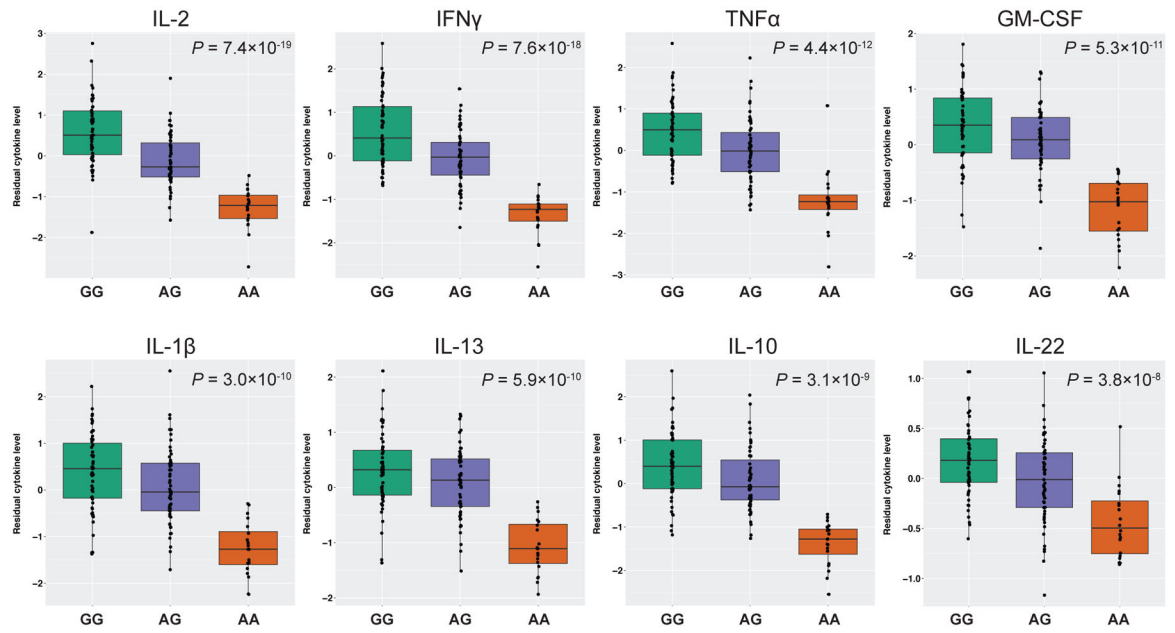 IL-2
P = 7.4×10-19
Residual cytokine level
3
2
1
0
−1
−2
GG AG AA
IFNγ
P = 7.6×10-18
Residual cytokine level
2
1
0
−1
−2
GG AG AA
TNFα
P = 4.4×10-12
Residual cytokine level
2
1
0
−1
−2
−3
GG AG AA
GM-CSF
P = 5.3×10-11
Residual cytokine level
2
1
0
−1
−2
GG AG AA
IL-1β
P = 3.0×10-10
Residual cytokine level
2
1
0
−1
−2
GG AG AA
IL-13
P = 5.9×10-10
Residual cytokine level
2
1
0
−1
−2
GG AG AA
IL-10
P = 3.1×10-9
Residual cytokine level
2
1
0
−1
−2
GG AG AA
IL-22
P = 3.8×10-8
Residual cytokine level
1.0
0.5
0.0
−0.5
−1.0
GG AG AA